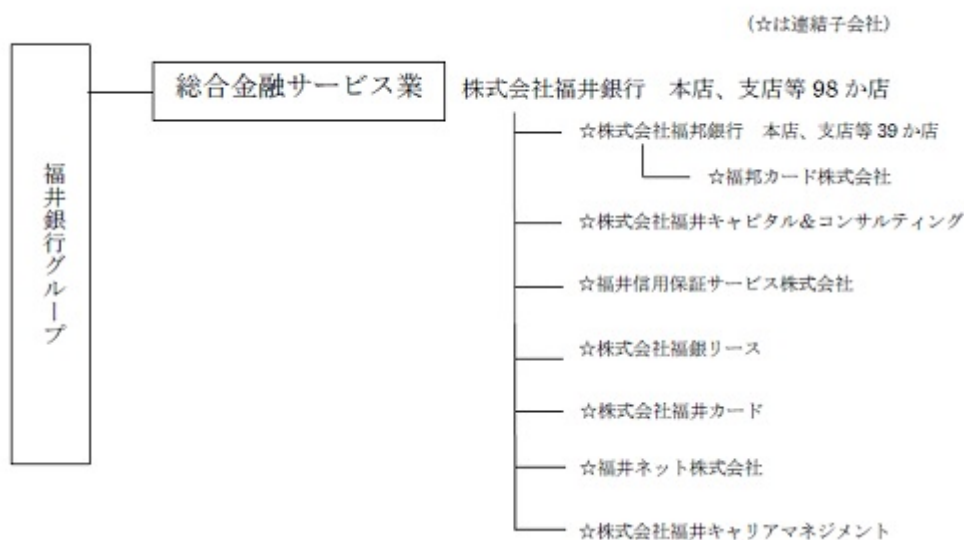 (☆は連結子会社)
総合金融サービス業 株式会社福井銀行 本店、支店等 98 か店
☆株式会社福邦銀行 本店、支店等 39 か店
福井銀行グループ
☆福邦カード株式会社
☆株式会社福井キャピタル&コンサルティング
☆福井信用保証サービス株式会社
☆株式会社福銀リース
☆株式会社福井カード
☆福井ネット株式会社
☆株式会社福井キャリアマネジメント